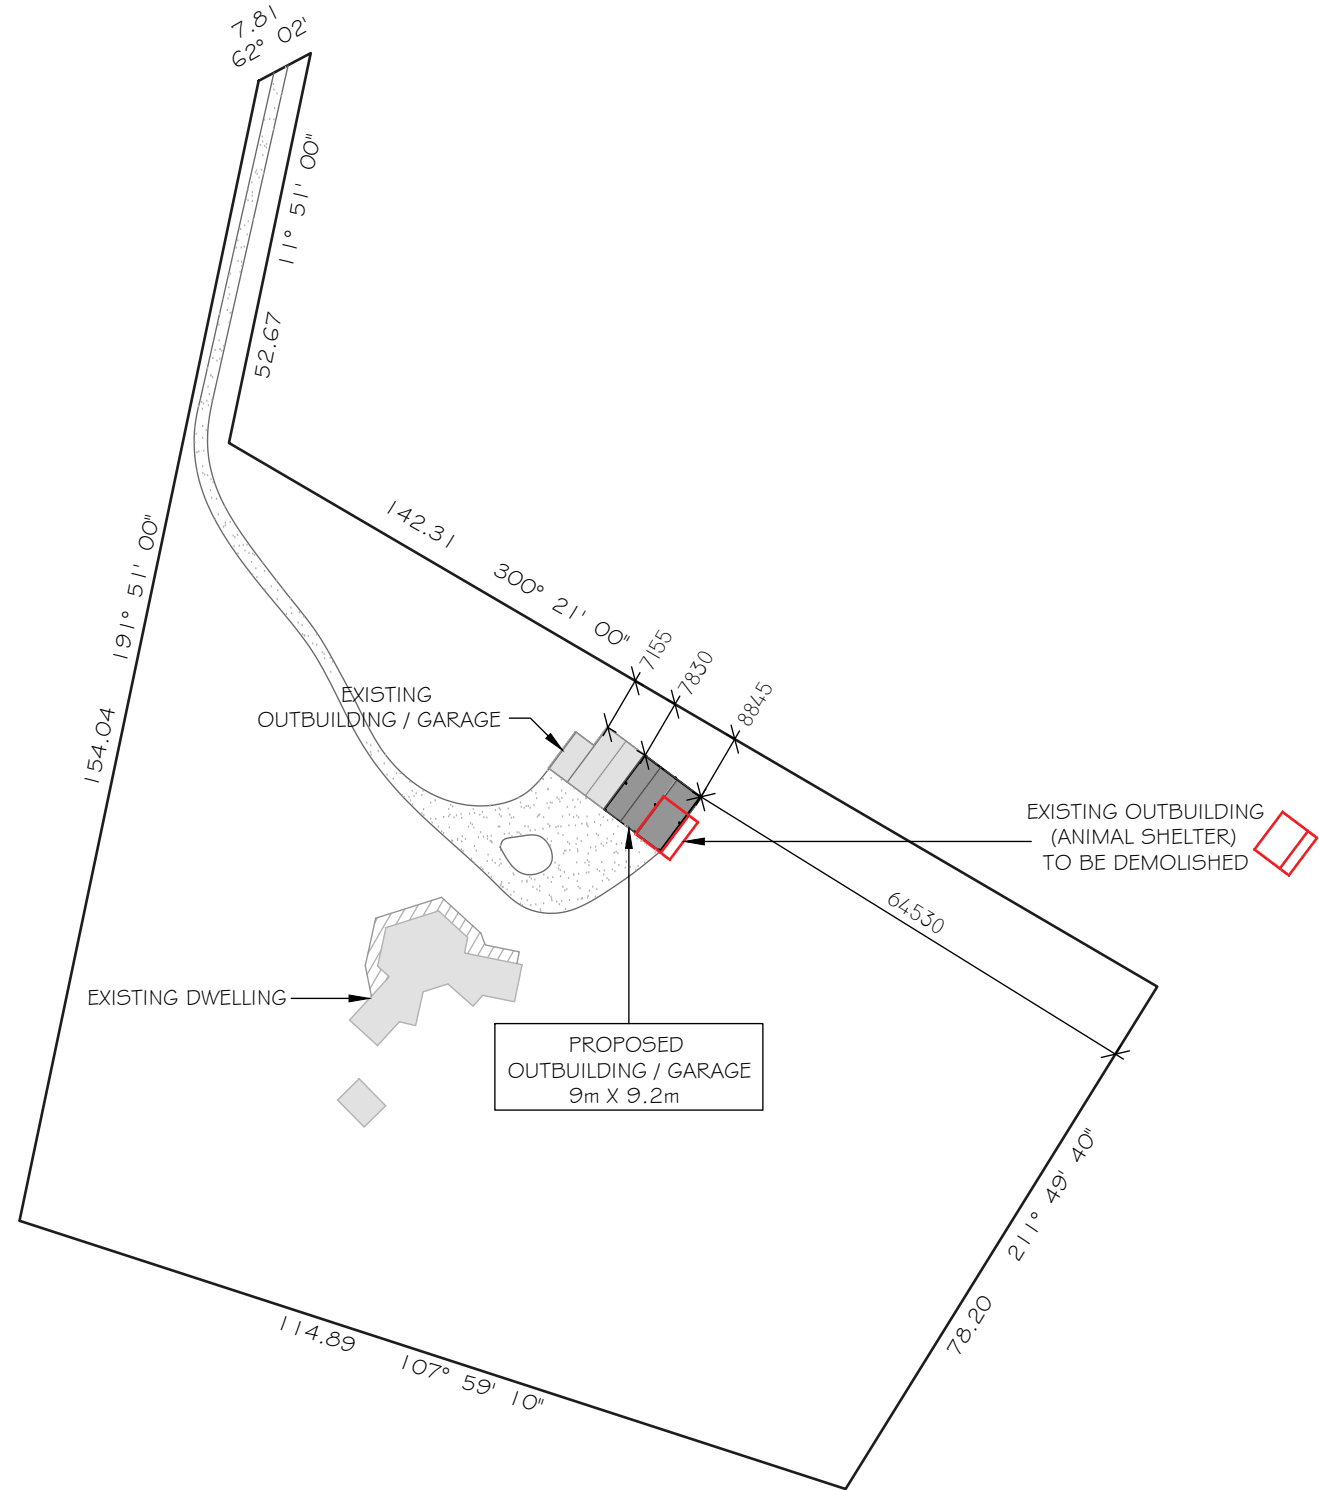 7.81
62° 02'
11° 51' 00"
52.67
142.31
300° 21' 00"
191° 51' 00"
154.04
7155
7830
8845
EXISTING
OUTBUILDING / GARAGE
EXISTING OUTBUILDING
(ANIMAL SHELTER)
TO BE DEMOLISHED
64530
EXISTING DWELLING
PROPOSED
OUTBUILDING / GARAGE
9m X 9.2m
211° 49' 40"
78.20
114.89
107° 59' 10"